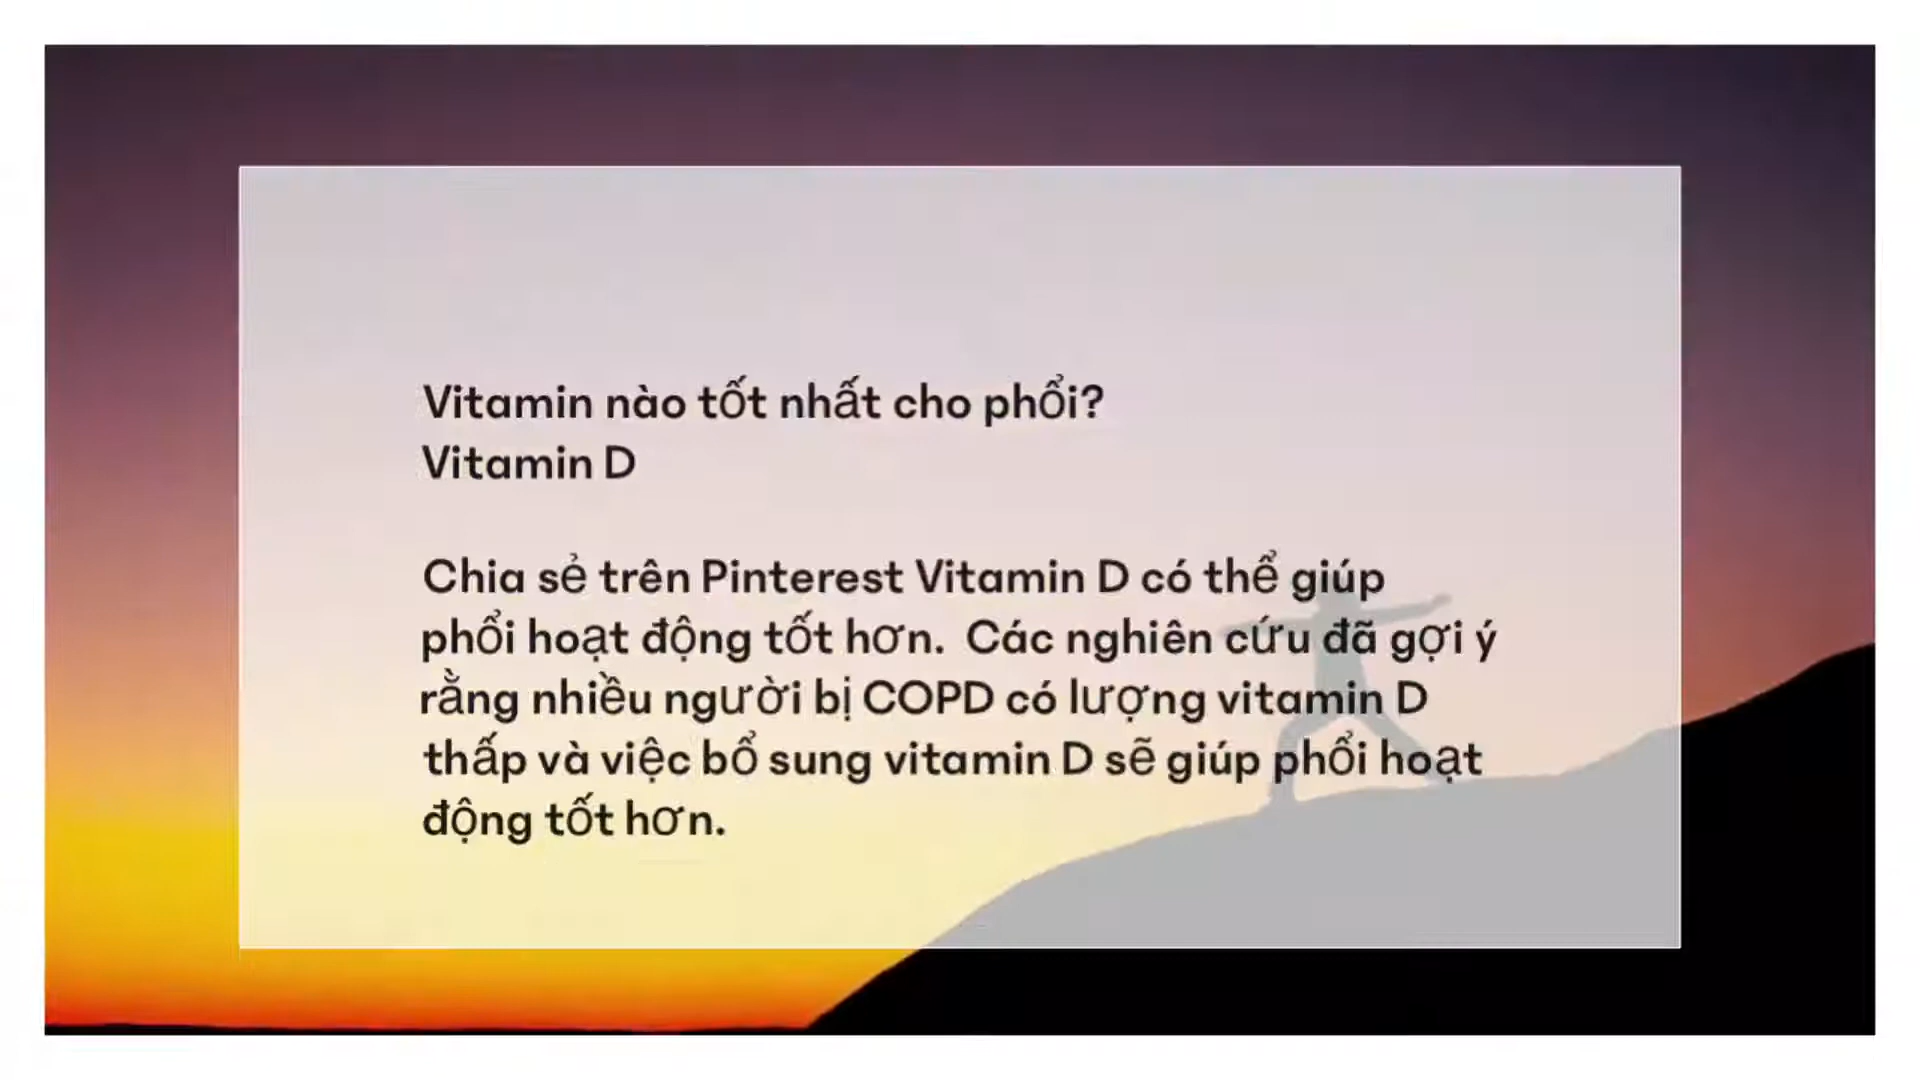 Vitamin nào tốt nhất cho phổi?
Vitamin D
Chia sẻ trên Pinterest Vitamin D có thể giúp
phổi hoạt động tốt hơn. Các nghiên cứu đã gợi ý
rằng nhiều người bị COPD có lượng vitamin D
thấp và việc bổ sung vitamin D sẽ giúp phổi hoạt
động tốt hơn.